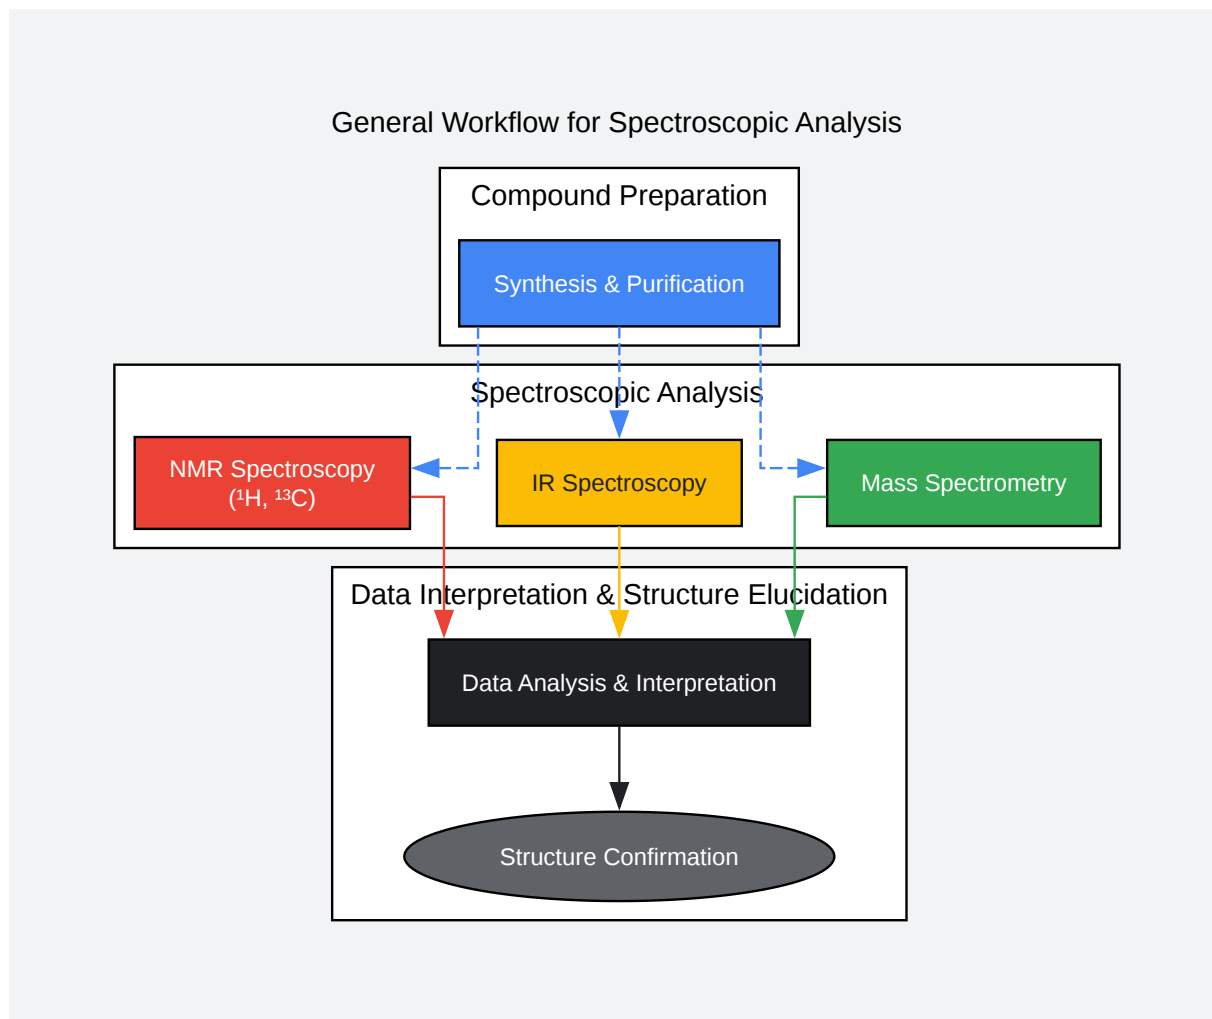 General Workflow for Spectroscopic Analysis
Compound Preparation
Synthesis & Purification
Spectroscopic Analysis
NMR Spectroscopy
(¹H, ¹³C)
IR Spectroscopy
Mass Spectrometry
Data Interpretation & Structure Elucidation
Data Analysis & Interpretation
Structure Confirmation